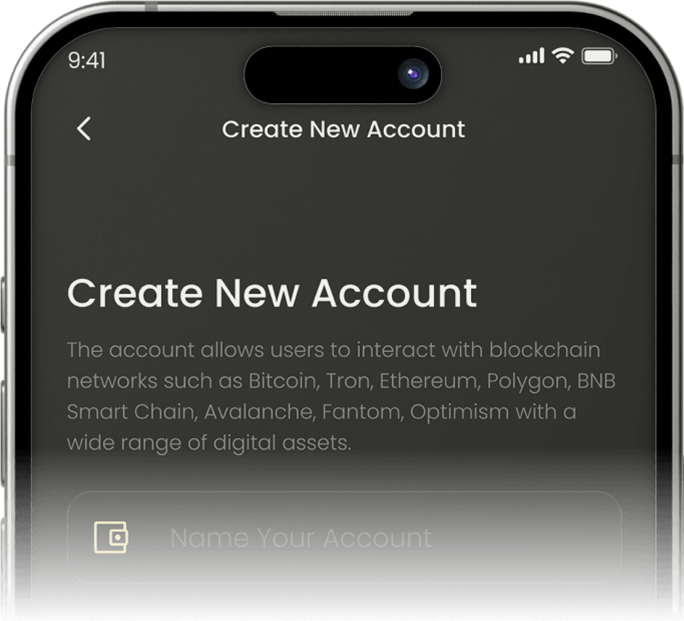 9:41
Create New Account
Create New Account
The account allows users to interact with blockchain
networks such as Bitcoin, Tron, Ethereum, Polygon, BNB
Smart Chain, Avalanche, Fantom, Optimism with a
wide range of digital assets.
Name Your Account